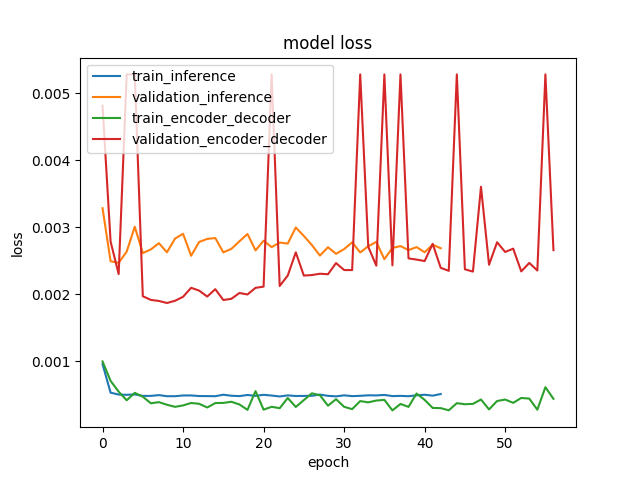 model loss
train_inference
validation_inference
train_encoder_decoder
validation_encoder_decoder
0.005
0.004
0.003
0.002
0.001
loss
0 10 20 30 40 50
epoch